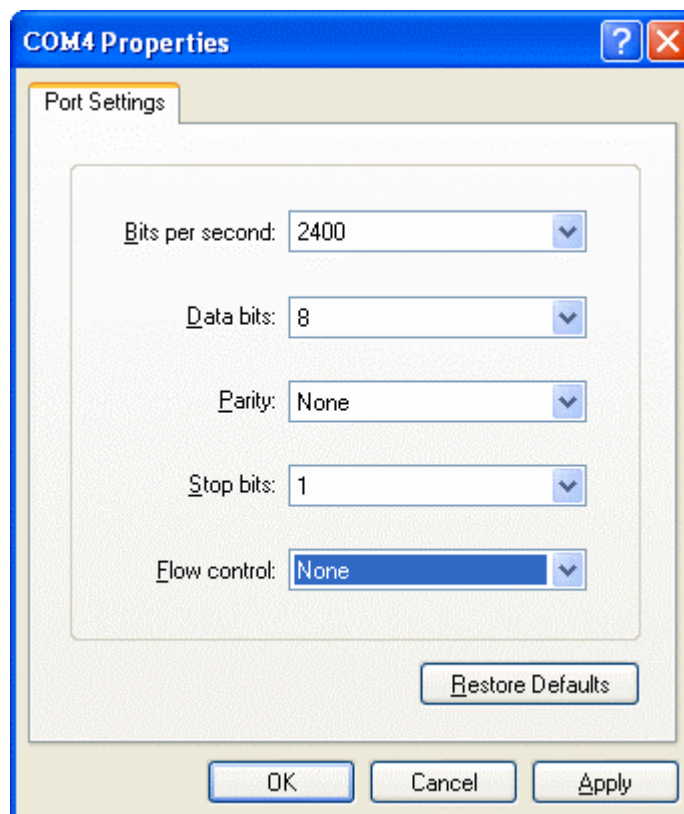 COM4 Properties
Port Settings
Bits per second: 2400
Data bits: 8
Parity: None
Stop bits: 1
Flow control: None
Restore Defaults
OK Cancel Apply